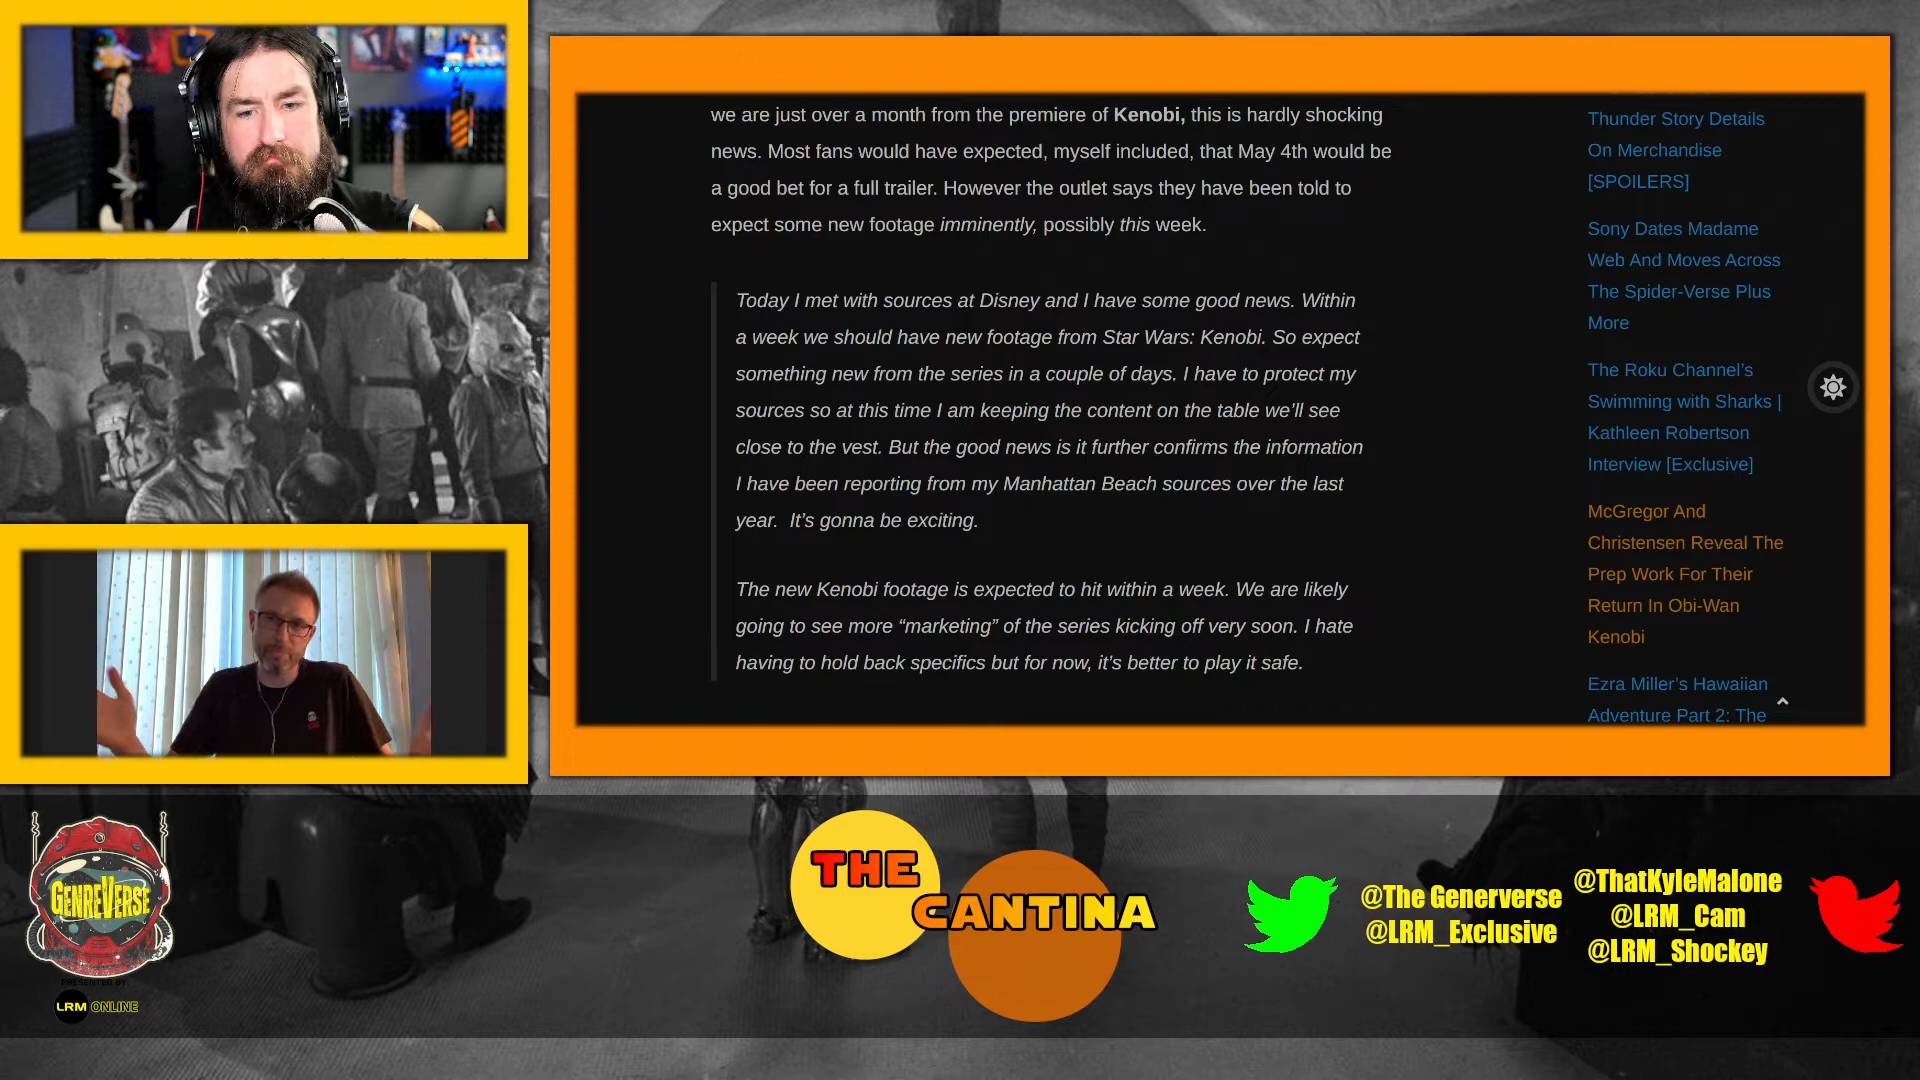 we are just over a month from the premiere of Kenobi, this is hardly shocking
news. Most fans would have expected, myself included, that May 4th would be
a good bet for a full trailer. However the outlet says they have been told to
expect some new footage imminently, possibly this week.
Today I met with sources at Disney and I have some good news. Within
a week we should have new footage from Star Wars: Kenobi. So expect
something new from the series in a couple of days. I have to protect my
sources so at this time I am keeping the content on the table we’ll see
close to the vest. But the good news is it further confirms the information
I have been reporting from my Manhattan Beach sources over the last
year. It’s gonna be exciting.
The new Kenobi footage is expected to hit within a week. We are likely
going to see more “marketing” of the series kicking off very soon. I hate
having to hold back specifics but for now, it’s better to play it safe.
Thunder Story Details
On Merchandise
[SPOILERS]
Sony Dates Madame
Web And Moves Across
The Spider-Verse Plus
More
The Roku Channel’s
Swimming with Sharks |
Kathleen Robertson
Interview [Exclusive]
McGregor And
Christensen Reveal The
Prep Work For Their
Return In Obi-Wan
Kenobi
Ezra Miller’s Hawaiian
Adventure Part 2: The
GENREVERSE
PRESENTED BY
LRM ONLINE
THE
CANTINA
@The Generverse
@LRM_Exclusive
@ThatKyleMalone
@LRM_Cam
@LRM_Shockey